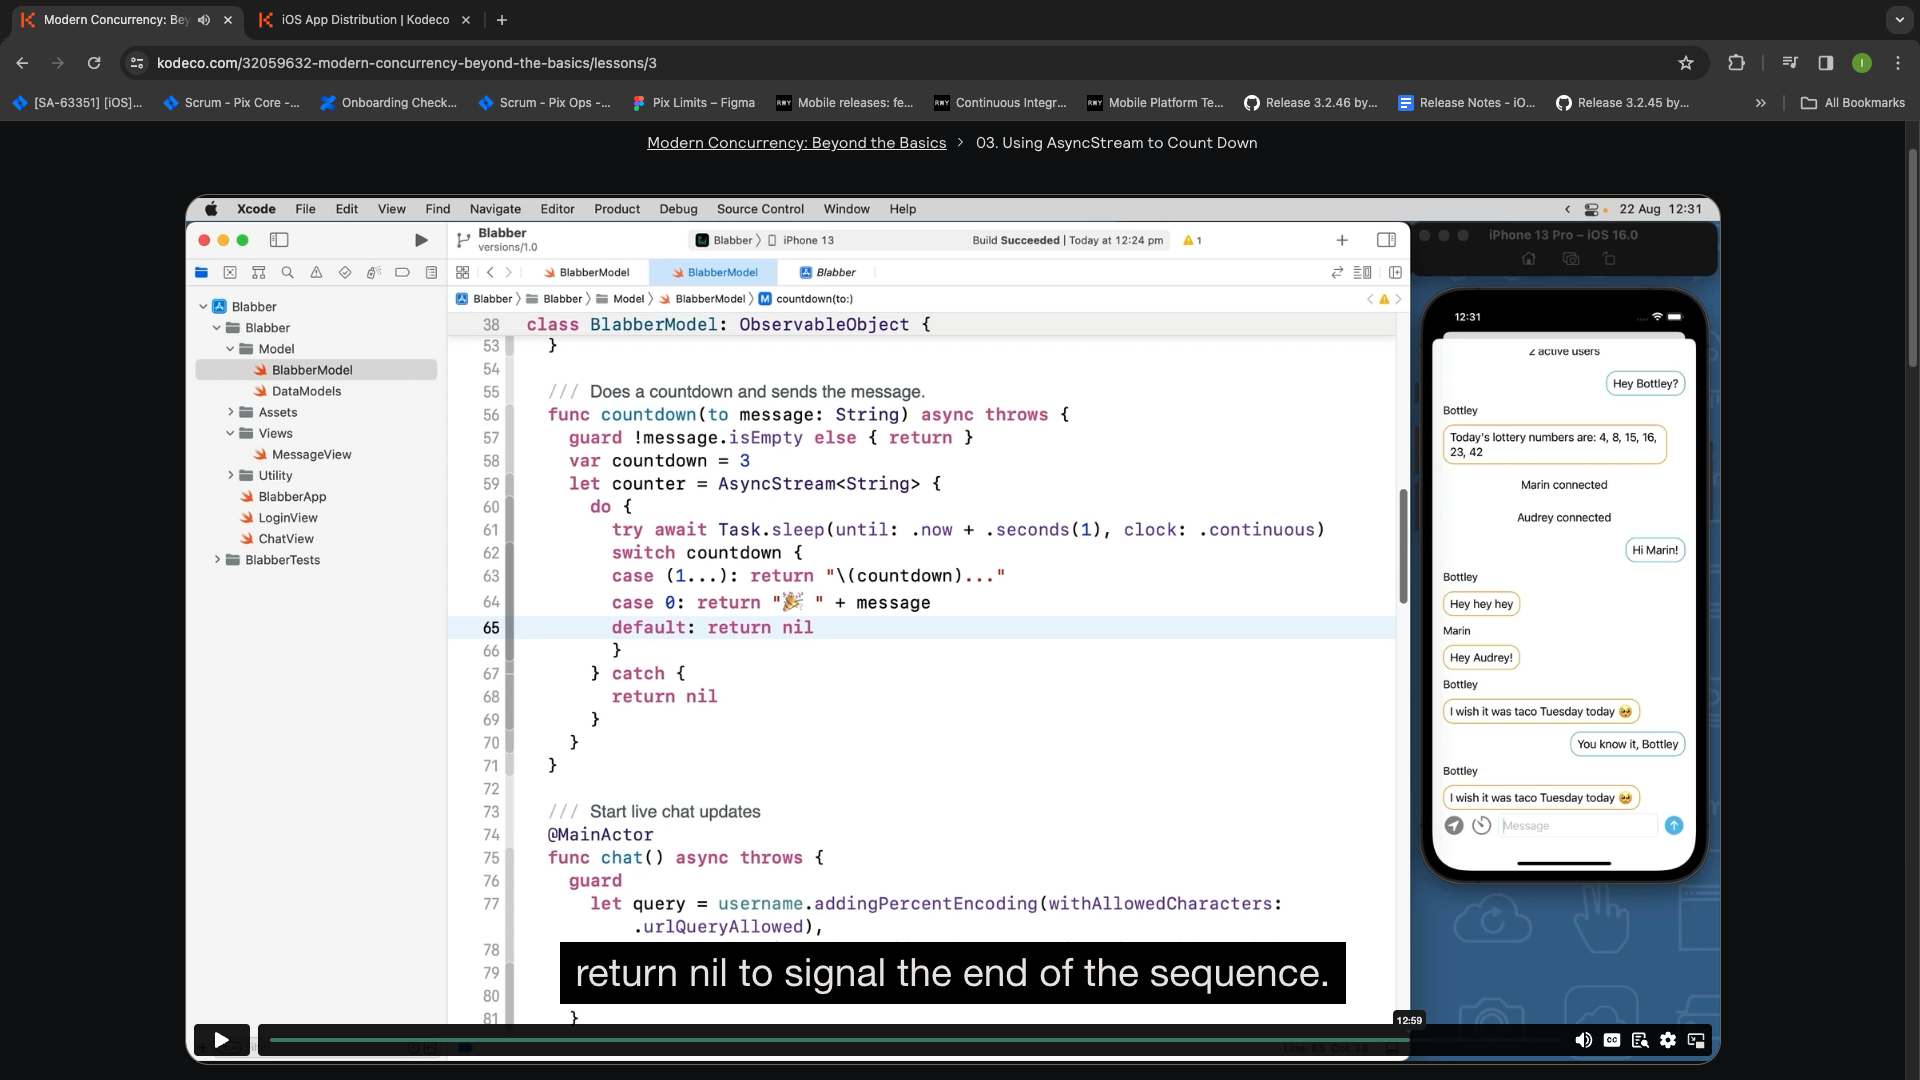 Modern Concurrency: Bey
iOS App Distribution | Kodeco
kodeco.com/32059632-modern-concurrency-beyond-the-basics/lessons/3
[SA-63351] [iOS]...
Scrum - Pix Core -...
Onboarding Check...
Scrum - Pix Ops -...
Pix Limits – Figma
Mobile releases: fe...
Continuous Integr...
Mobile Platform Te...
Release 3.2.46 by...
Release Notes - iO...
Release 3.2.45 by...
All Bookmarks
Modern Concurrency: Beyond the Basics > 03. Using AsyncStream to Count Down
Xcode File Edit View Find Navigate Editor Product Debug Source Control Window Help
22 Aug 12:31
Blabber
versions/1.0
Blabber 〉 iPhone 13
Build Succeeded | Today at 12:24 pm
1
BlabberModel
BlabberModel
Blabber
Blabber 〉 Blabber 〉 Model 〉 BlabberModel 〉 M countdown(to:)
Blabber
Blabber
Model
BlabberModel
DataModels
Assets
Views
MessageView
Utility
BlabberApp
LoginView
ChatView
BlabberTests
38 class BlabberModel: ObservableObject {
53 }
54
55 /// Does a countdown and sends the message.
56 func countdown(to message: String) async throws {
57 guard !message.isEmpty else { return }
58 var countdown = 3
59 let counter = AsyncStream<String> {
60 do {
61 try await Task.sleep(until: .now + .seconds(1), clock: .continuous)
62 switch countdown {
63 case (1...): return "\(countdown)..."
64 case 0: return "🎉 " + message
65 default: return nil
66 }
67 } catch {
68 return nil
69 }
70 }
71 }
72
73 /// Start live chat updates
74 @MainActor
75 func chat() async throws {
76 guard
77 let query = username.addingPercentEncoding(withAllowedCharacters:
.urlQueryAllowed),
78
79
80
81 }
return nil to signal the end of the sequence.
12:59
CC
iPhone 13 Pro – iOS 16.0
12:31
2 active users
Hey Bottley?
Bottley
Today's lottery numbers are: 4, 8, 15, 16,
23, 42
Marin connected
Audrey connected
Hi Marin!
Bottley
Hey hey hey
Marin
Hey Audrey!
Bottley
I wish it was taco Tuesday today 🥺
You know it, Bottley
Bottley
I wish it was taco Tuesday today 🥺
Message